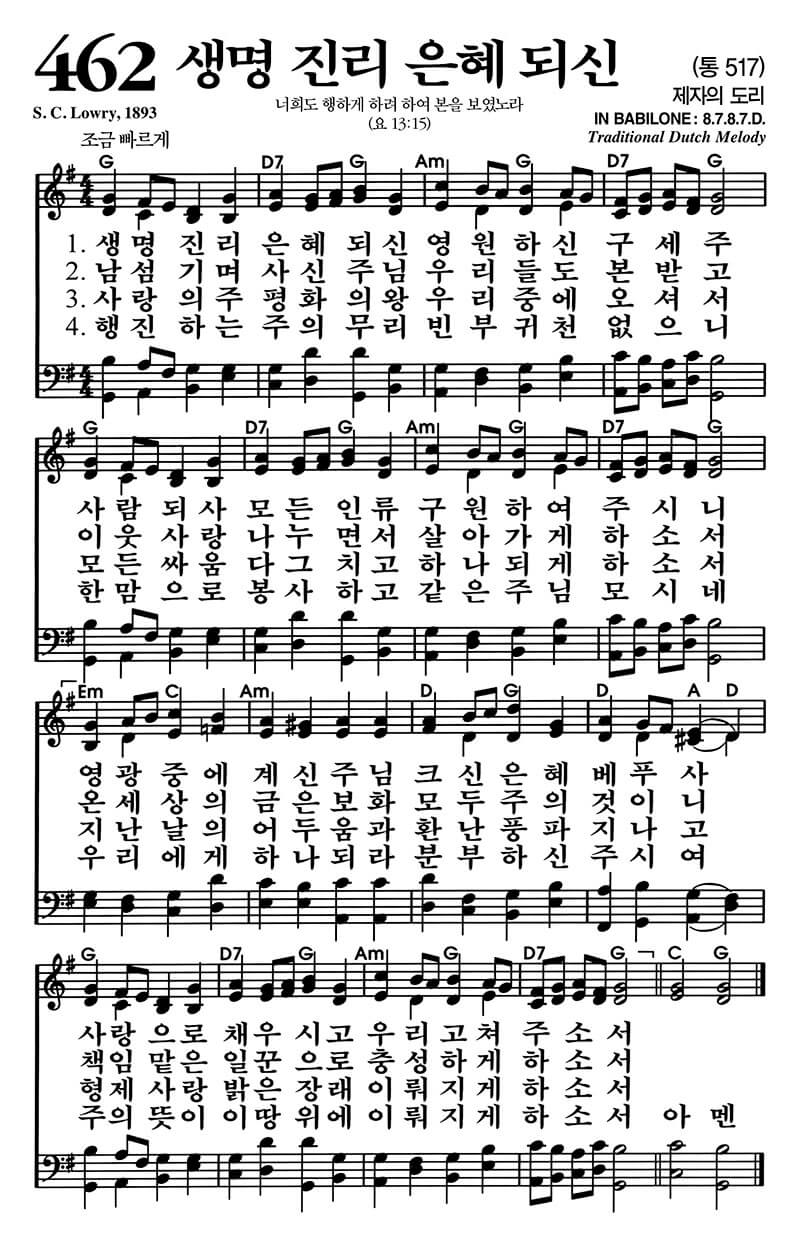 462 생명 진리 은혜 되신 (통 517)
S. C. Lowry, 1893 너희도 행하게 하려 하여 본을 보였노라 제자의 도리
(요 13:15) IN BABILONE: 8.7.8.7.D.
조금 빠르게 Traditional Dutch Melody
G D7 G Am G D7 G
1. 생명 진리 은혜 되신 영원하신 구세주
2. 남섬기며 사신 주님 우리들도 본받고
3. 사랑의주 평화의왕 우리중에 오셔서
4. 행진하는 주의무리 빈부귀천 없으니
G D7 G Am G D7 G
사람되사 모든 인류 구원하여 주시니
이웃사랑 나누면서 살아가게 하소서
모든싸움 다그치고 하나되게 하소서
한맘으로 봉사하고 같은주님 모시네
Em C Am D G D A D
영광중에 계신주님 크신은혜 베푸사
온세상의 금은보화 모두주의 것이니
지난날의 어두움과 환난풍파 지나고
우리에게 하나되라 분부하신 주시여
G D7 G Am G D7 G C G
사랑으로 채우시고 우리고쳐 주소서
책임맡은 일꾼으로 충성하게 하소서
형제사랑 밝은장래 이뤄지게 하소서
주의뜻이 이땅위에 이뤄지게 하소서 아멘